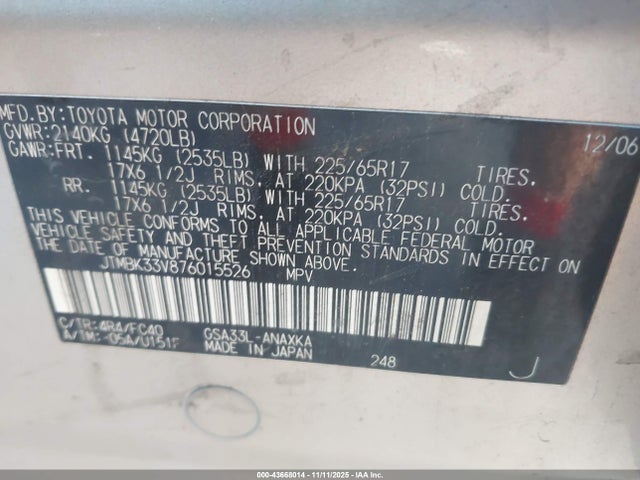 MFD.BY:TOYOTA MOTOR CORPORATION 12/06
GVWR:2140KG (4720LB)
GAWR:FRT. 1145KG (2535LB) WITH 225/65R17 TIRES,
17X6 1/2J RIMS, AT 220KPA (32PSI) COLD.
RR. 1145KG (2535LB) WITH 225/65R17 TIRES,
17X6 1/2J RIMS, AT 220KPA (32PSI) COLD.
THIS VEHICLE CONFORMS TO ALL APPLICABLE FEDERAL MOTOR
VEHICLE SAFETY AND THEFT PREVENTION STANDARDS IN EFFECT ON
THE DATE OF MANUFACTURE SHOWN ABOVE.
JTMBK33V876015526 MPV
C/TR:4R4/FC40 GSA33L-ANAXKA
A/TM:-05A/U151F MADE IN JAPAN 248 J
000-43668014 - 11/11/2025 - IAA Inc.